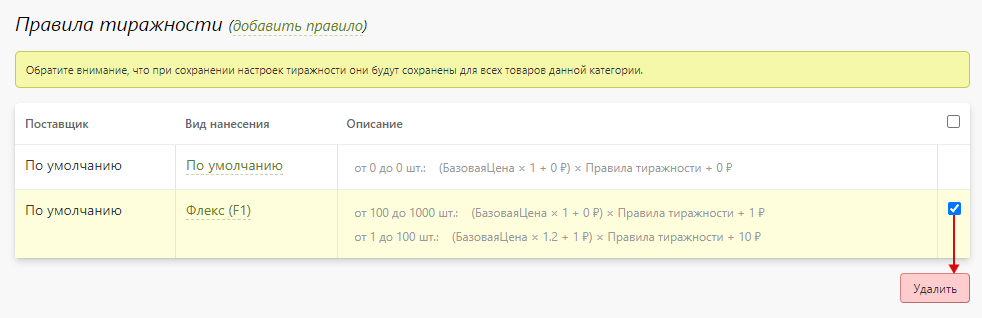 Правила тиражности (добавить правило)
Обратите внимание, что при сохранении настроек тиражности они будут сохранены для всех товаров данной категории.
Поставщик Вид нанесения Описание
По умолчанию По умолчанию от 0 до 0 шт.: (БазоваяЦена × 1 + 0 ₽) × Правила тиражности + 0 ₽
По умолчанию Флекс (F1) от 100 до 1000 шт.: (БазоваяЦена × 1 + 0 ₽) × Правила тиражности + 1 ₽
от 1 до 100 шт.: (БазоваяЦена × 1.2 + 1 ₽) × Правила тиражности + 10 ₽
Удалить